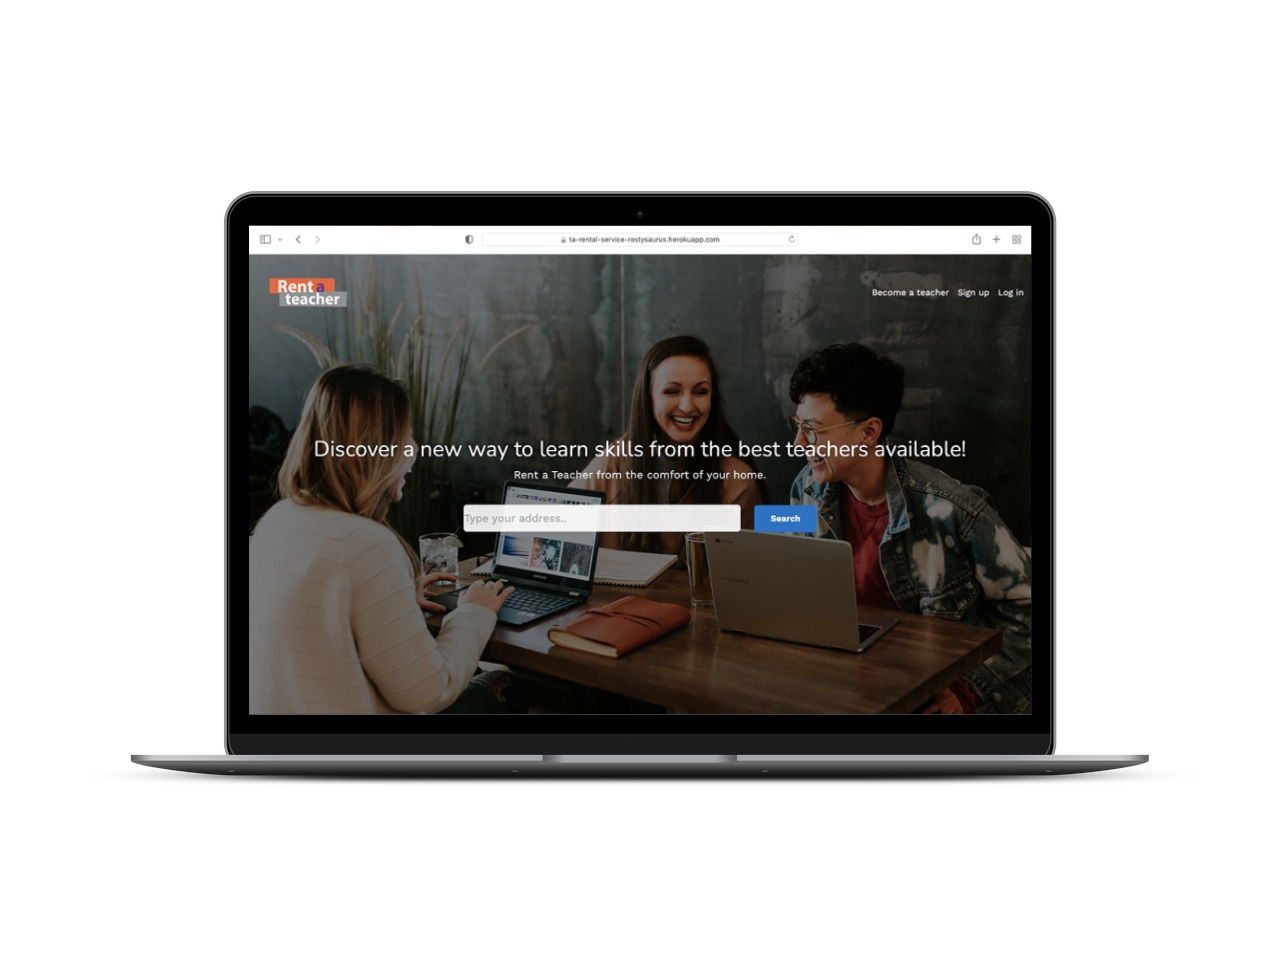 ta-rental-service-rostysaurus.herokuapp.com
Rent a
teacher
Become a teacher Sign up Log in
Discover a new way to learn skills from the best teachers available!
Rent a Teacher from the comfort of your home.
Type your address..
Search